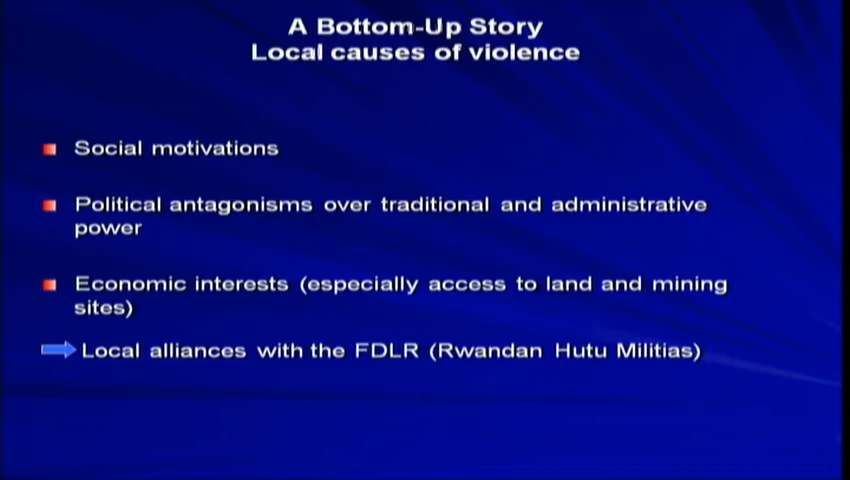 A Bottom-Up Story
Local causes of violence
Social motivations
Political antagonisms over traditional and administrative
power
Economic interests (especially access to land and mining
sites)
Local alliances with the FDLR (Rwandan Hutu Militias)